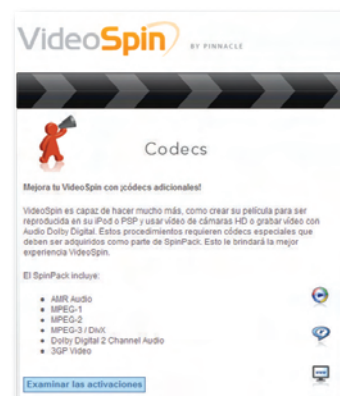 VideoSpin BY PINNACLE
Codecs
Mejora tu VideoSpin con ¡códecs adicionales!
VideoSpin es capaz de hacer mucho más, como crear su película para ser
reproducida en su iPod o PSP y usar vídeo de cámaras HD o grabar vídeo con
Audio Dolby Digital. Estos procedimientos requieren códecs especiales que
deben ser adquiridos como parte de SpinPack. Esto le brindará la mejor
experiencia VideoSpin.
El SpinPack incluye:
AMR Audio
MPEG-1
MPEG-2
MPEG-3 / DivX
Dolby Digital 2 Channel Audio
3GP Video
Examinar las activaciones